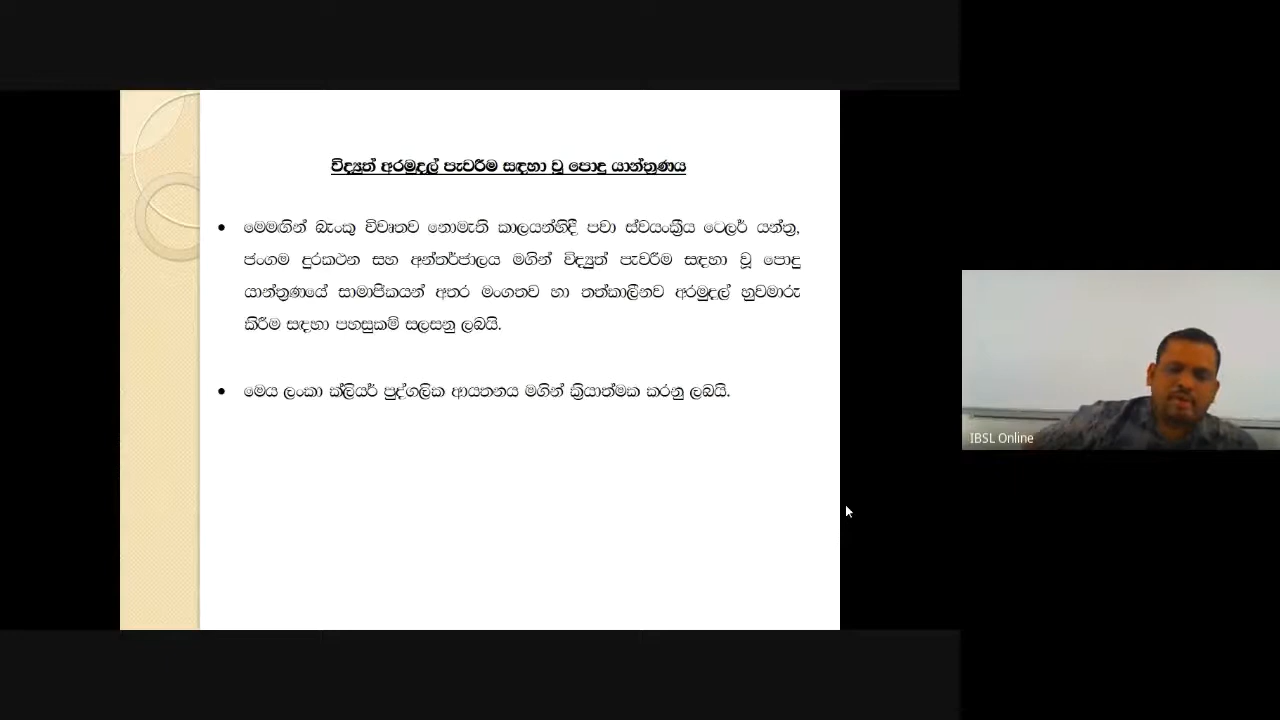 විද්‍යුත් අරමුදල් පැවරීම සඳහා වූ පොදු යාන්ත්‍රණය
• මෙමඟින් බැංකු විවෘතව නොමැති කාලයන්හිදී පවා ස්වයංක්‍රීය ටෙලර් යන්ත්‍ර,
ජංගම දුරකථන සහ අන්තර්ජාලය මගින් විද්‍යුත් පැවරීම් සඳහා වූ පොදු
යාන්ත්‍රණයේ සාමාජිකයන් අතර මංගතව හා තත්කාලීනව අරමුදල් හුවමාරු
කිරීම සඳහා පහසුකම් සලසනු ලබයි.
• මෙය ලංකා ක්ලියර් පුද්ගලික ආයතනය මගින් ක්‍රියාත්මක කරනු ලබයි.
IBSL Online